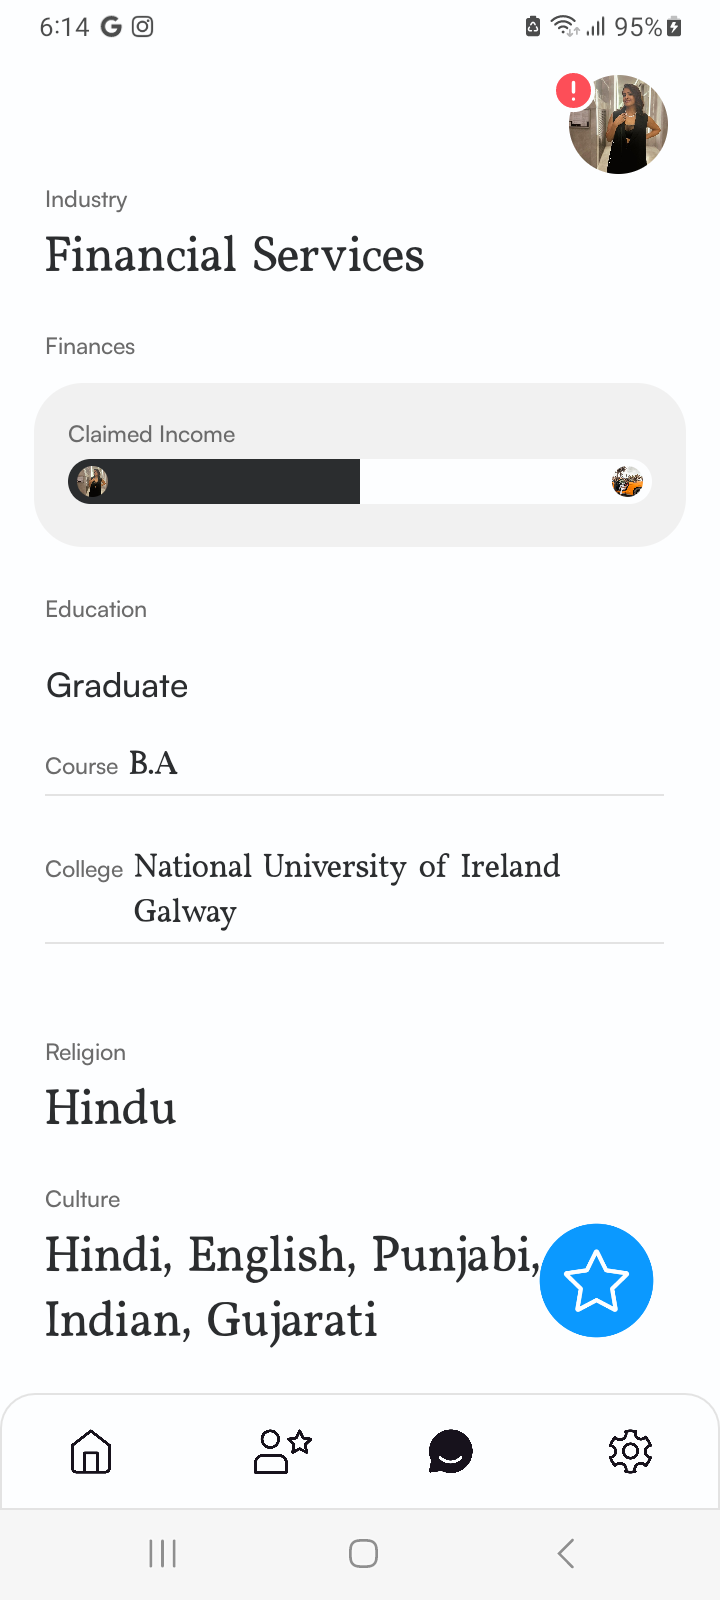 6:14 G 95%
!
Industry
Financial Services
Finances
Claimed Income
Education
Graduate
Course B.A
College National University of Ireland
Galway
Religion
Hindu
Culture
Hindi, English, Punjabi,
Indian, Gujarati